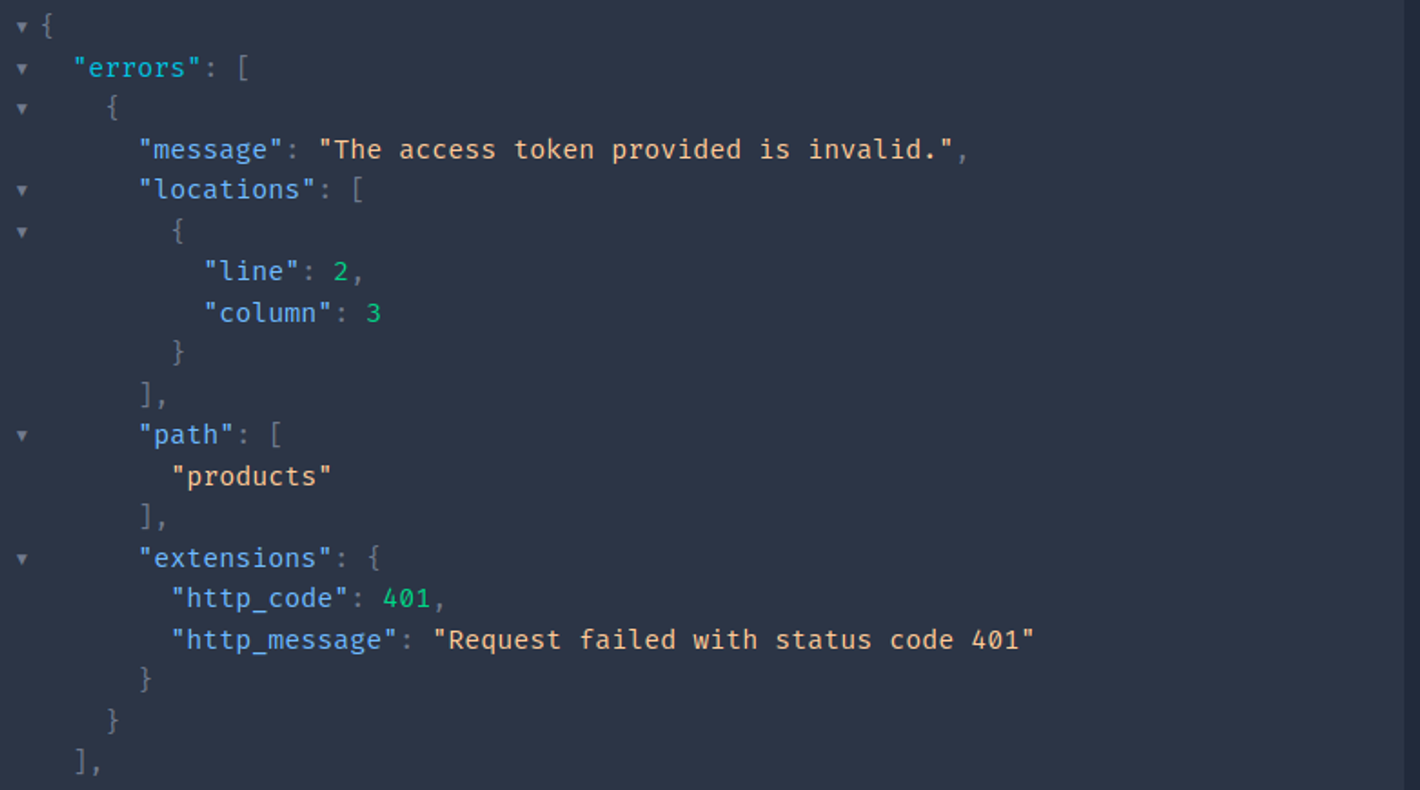 {
"errors": [
{
"message": "The access token provided is invalid.",
"locations": [
{
"line": 2,
"column": 3
}
],
"path": [
"products"
],
"extensions": {
"http_code": 401,
"http_message": "Request failed with status code 401"
}
}
],